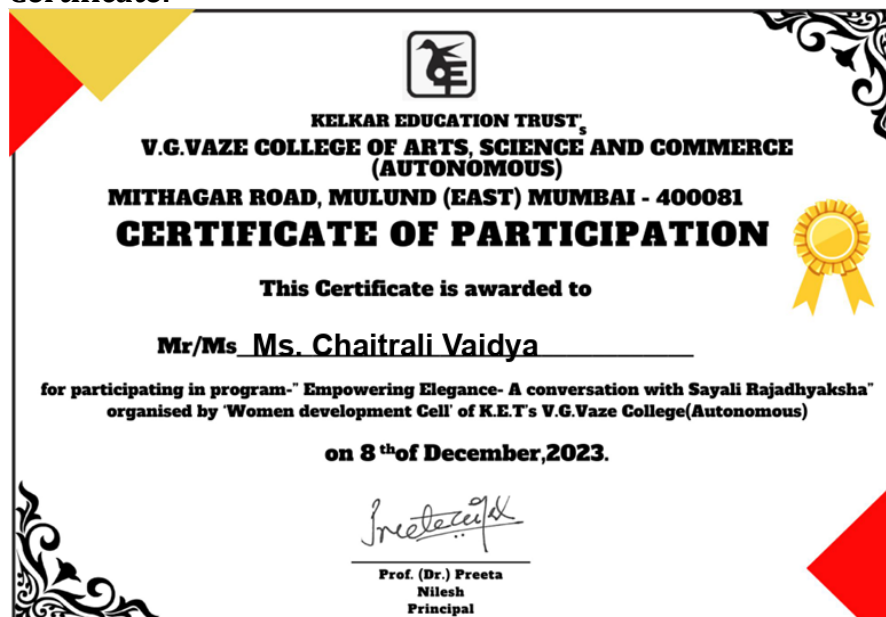 Certificate:
KELKAR EDUCATION TRUST's
V.G.VAZE COLLEGE OF ARTS, SCIENCE AND COMMERCE
(AUTONOMOUS)
MITHAGAR ROAD, MULUND (EAST) MUMBAI - 400081
CERTIFICATE OF PARTICIPATION
This Certificate is awarded to
Mr/Ms Ms. Chaitrali Vaidya
for participating in program-" Empowering Elegance- A conversation with Sayali Rajadhyaksha"
organised by 'Women development Cell' of K.E.T's V.G.Vaze College(Autonomous)
on 8 th of December,2023.
Prof. (Dr.) Preeta
Nilesh
Principal